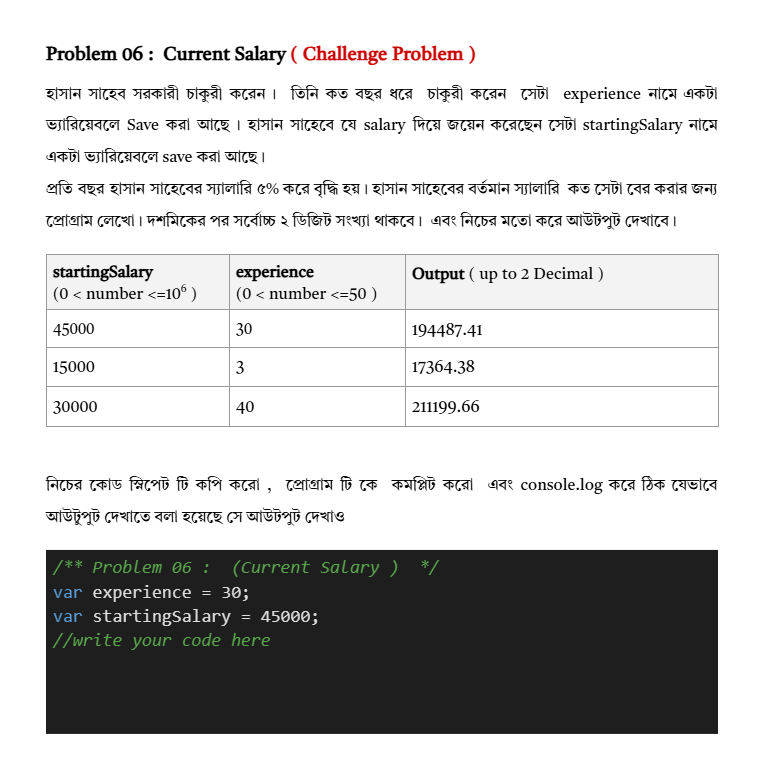 Problem 06 : Current Salary ( Challenge Problem )
হাসান সাহেব সরকারী চাকুরী করেন। তিনি কত বছর ধরে চাকুরী করেন সেটা experience নামে একটা
ভ্যারিয়েবলে Save করা আছে। হাসান সাহেবে যে salary দিয়ে জয়েন করেছেন সেটা startingSalary নামে
একটা ভ্যারিয়েবলে save করা আছে।
প্রতি বছর হাসান সাহেবের স্যালারি ৫% করে বৃদ্ধি হয়। হাসান সাহেবের বর্তমান স্যালারি কত সেটা বের করার জন্য
প্রোগ্রাম লেখো। দশমিকের পর সর্বোচ্চ ২ ডিজিট সংখ্যা থাকবে। এবং নিচের মতো করে আউটপুট দেখাবে।
startingSalary experience Output ( up to 2 Decimal )
(0 < number <=10⁶ ) (0 < number <=50 )
45000 30 194487.41
15000 3 17364.38
30000 40 211199.66
নিচের কোড স্নিপেট টি কপি করো , প্রোগ্রাম টি কে কমপ্লিট করো এবং console.log করে ঠিক যেভাবে
আউটুপুট দেখাতে বলা হয়েছে সে আউটপুট দেখাও
/** Problem 06 : (Current Salary ) */
var experience = 30;
var startingSalary = 45000;
//write your code here